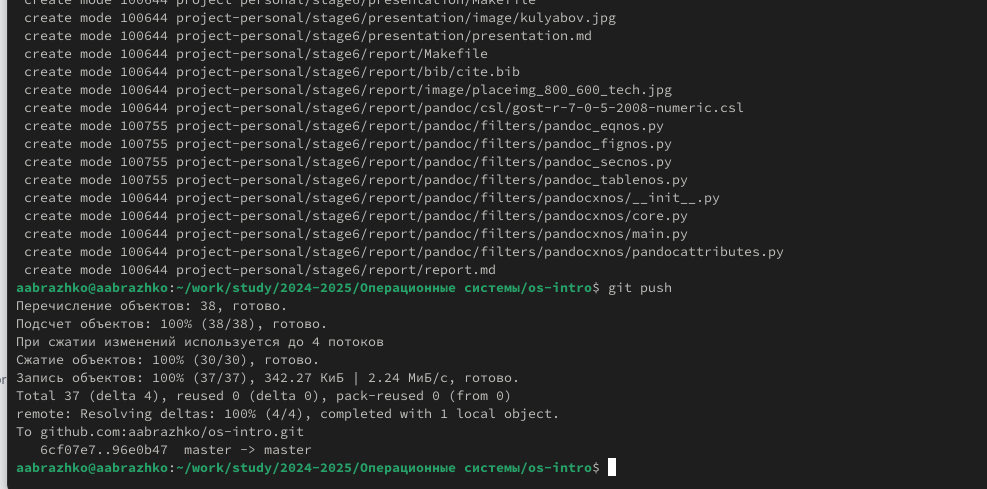 create mode 100644 project-personal/stage6/presentation/Makefile
create mode 100644 project-personal/stage6/presentation/image/kulyabov.jpg
create mode 100644 project-personal/stage6/presentation/presentation.md
create mode 100644 project-personal/stage6/report/Makefile
create mode 100644 project-personal/stage6/report/bib/cite.bib
create mode 100644 project-personal/stage6/report/image/placeimg_800_600_tech.jpg
create mode 100644 project-personal/stage6/report/pandoc/csl/gost-r-7-0-5-2008-numeric.csl
create mode 100755 project-personal/stage6/report/pandoc/filters/pandoc_eqnos.py
create mode 100755 project-personal/stage6/report/pandoc/filters/pandoc_fignos.py
create mode 100755 project-personal/stage6/report/pandoc/filters/pandoc_secnos.py
create mode 100755 project-personal/stage6/report/pandoc/filters/pandoc_tablenos.py
create mode 100644 project-personal/stage6/report/pandoc/filters/pandocxnos/__init__.py
create mode 100644 project-personal/stage6/report/pandoc/filters/pandocxnos/core.py
create mode 100644 project-personal/stage6/report/pandoc/filters/pandocxnos/main.py
create mode 100644 project-personal/stage6/report/pandoc/filters/pandocxnos/pandocattributes.py
create mode 100644 project-personal/stage6/report/report.md
aabrazhko@aabrazhko:~/work/study/2024-2025/Операционные системы/os-intro$ git push
Перечисление объектов: 38, готово.
Подсчет объектов: 100% (38/38), готово.
При сжатии изменений используется до 4 потоков
Сжатие объектов: 100% (30/30), готово.
Запись объектов: 100% (37/37), 342.27 КиБ | 2.24 МиБ/с, готово.
Total 37 (delta 4), reused 0 (delta 0), pack-reused 0 (from 0)
remote: Resolving deltas: 100% (4/4), completed with 1 local object.
To github.com:aabrazhko/os-intro.git
6cf07e7..96e0b47  master -> master
aabrazhko@aabrazhko:~/work/study/2024-2025/Операционные системы/os-intro$